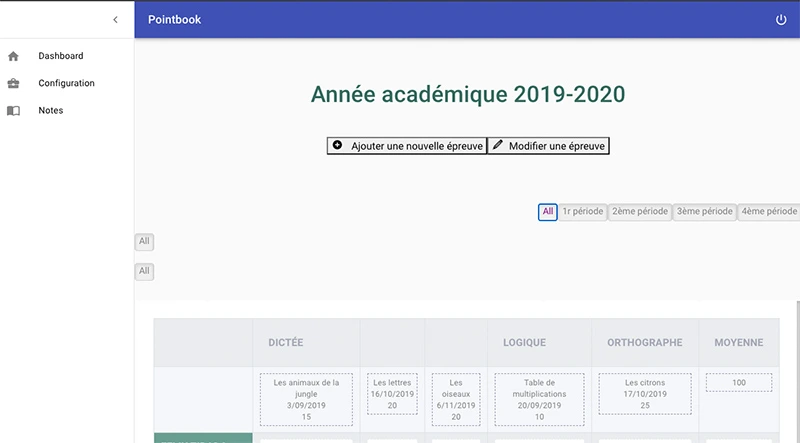 Pointbook
Dashboard
Configuration
Notes
Année académique 2019-2020
Ajouter une nouvelle épreuve Modifier une épreuve
All 1r période 2ème période 3ème période 4ème période
All
All
DICTÉE LOGIQUE ORTHOGRAPHE MOYENNE
Les animaux de la
jungle
3/09/2019
15
Les lettres
16/10/2019
20
Les
oiseaux
6/11/2019
20
Table de
multiplications
20/09/2019
10
Les citrons
17/10/2019
25
100